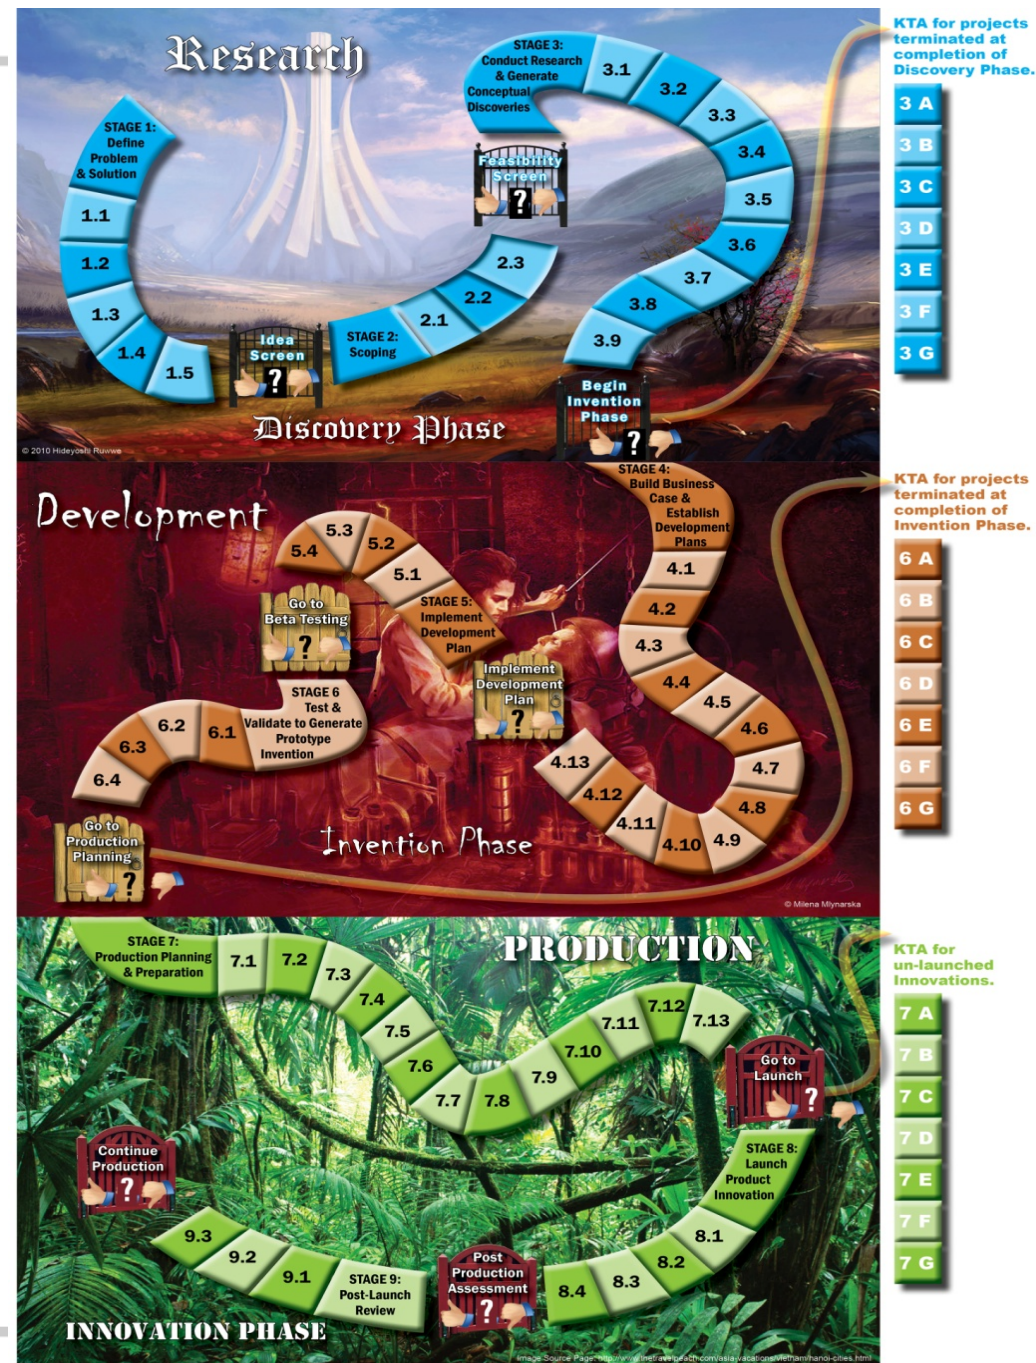 Research
STAGE 1:
Define
Problem
& Solution
1.1
1.2
1.3
1.4
1.5
Idea
Screen
?
STAGE 2:
Scoping
2.1
2.2
2.3
Feasibility
Screen
?
STAGE 3:
Conduct Research
& Generate
Conceptual
Discoveries
3.1
3.2
3.3
3.4
3.5
3.6
3.7
3.8
3.9
Begin
Invention
Phase
?
Discovery Phase
© 2010 Hideyoshi Ruwwe
KTA for projects
terminated at
completion of
Discovery Phase.
3 A
3 B
3 C
3 D
3 E
3 F
3 G
Development
STAGE 4:
Build Business
Case &
Establish
Development
Plans
4.1
4.2
4.3
4.4
4.5
4.6
4.7
4.8
4.9
4.10
4.11
4.12
4.13
Implement
Development
Plan
?
STAGE 5:
Implement
Development
Plan
5.1
5.2
5.3
5.4
Go to
Beta Testing
?
STAGE 6
Test &
Validate to Generate
Prototype
Invention
6.1
6.2
6.3
6.4
Go to
Production
Planning
?
Invention Phase
© Milena Mlynarska
KTA for projects
terminated at
completion of
Invention Phase.
6 A
6 B
6 C
6 D
6 E
6 F
6 G
PRODUCTION
STAGE 7:
Production Planning
& Preparation
7.1
7.2
7.3
7.4
7.5
7.6
7.7
7.8
7.9
7.10
7.11
7.12
7.13
Go to
Launch
?
STAGE 8:
Launch
Product
Innovation
8.1
8.2
8.3
8.4
Post
Production
Assessment
?
STAGE 9:
Post-Launch
Review
9.1
9.2
9.3
Continue
Production
?
INNOVATION PHASE
Image Source Page: http://www.thetravelpeach.com/asia-vacations/vietnam/hanoi-cities.html
KTA for
un-launched
Innovations.
7 A
7 B
7 C
7 D
7 E
7 F
7 G